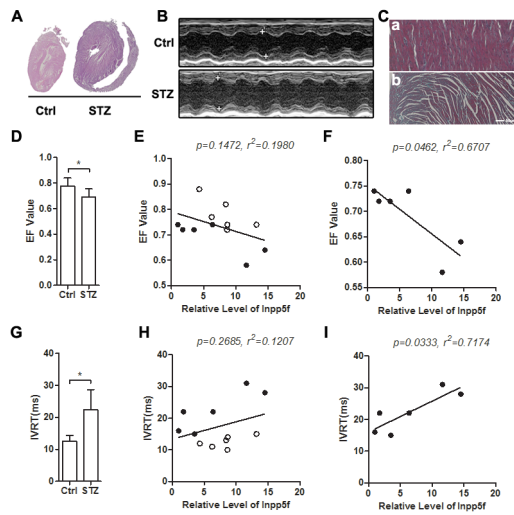 A
B
C
Ctrl
a
STZ
b
Ctrl STZ
D
E
p=0.1472, r²=0.1980
F
p=0.0462, r²=0.6707
EF Value
1.0
0.8
0.6
0.4
0.2
0.0
*
Ctrl STZ
EF Value
1.0
0.9
0.8
0.7
0.6
0.5
0 5 10 15 20
Relative Level of Inpp5f
EF Value
0.80
0.75
0.70
0.65
0.60
0.55
0 5 10 15 20
Relative Level of Inpp5f
G
H
p=0.2685, r²=0.1207
I
p=0.0333, r²=0.7174
IVRT(ms)
40
30
20
10
0
*
Ctrl STZ
IVRT(ms)
40
30
20
10
0
0 5 10 15 20
Relative Level of Inpp5f
IVRT(ms)
40
30
20
10
0
0 5 10 15 20
Relative Level of Inpp5f